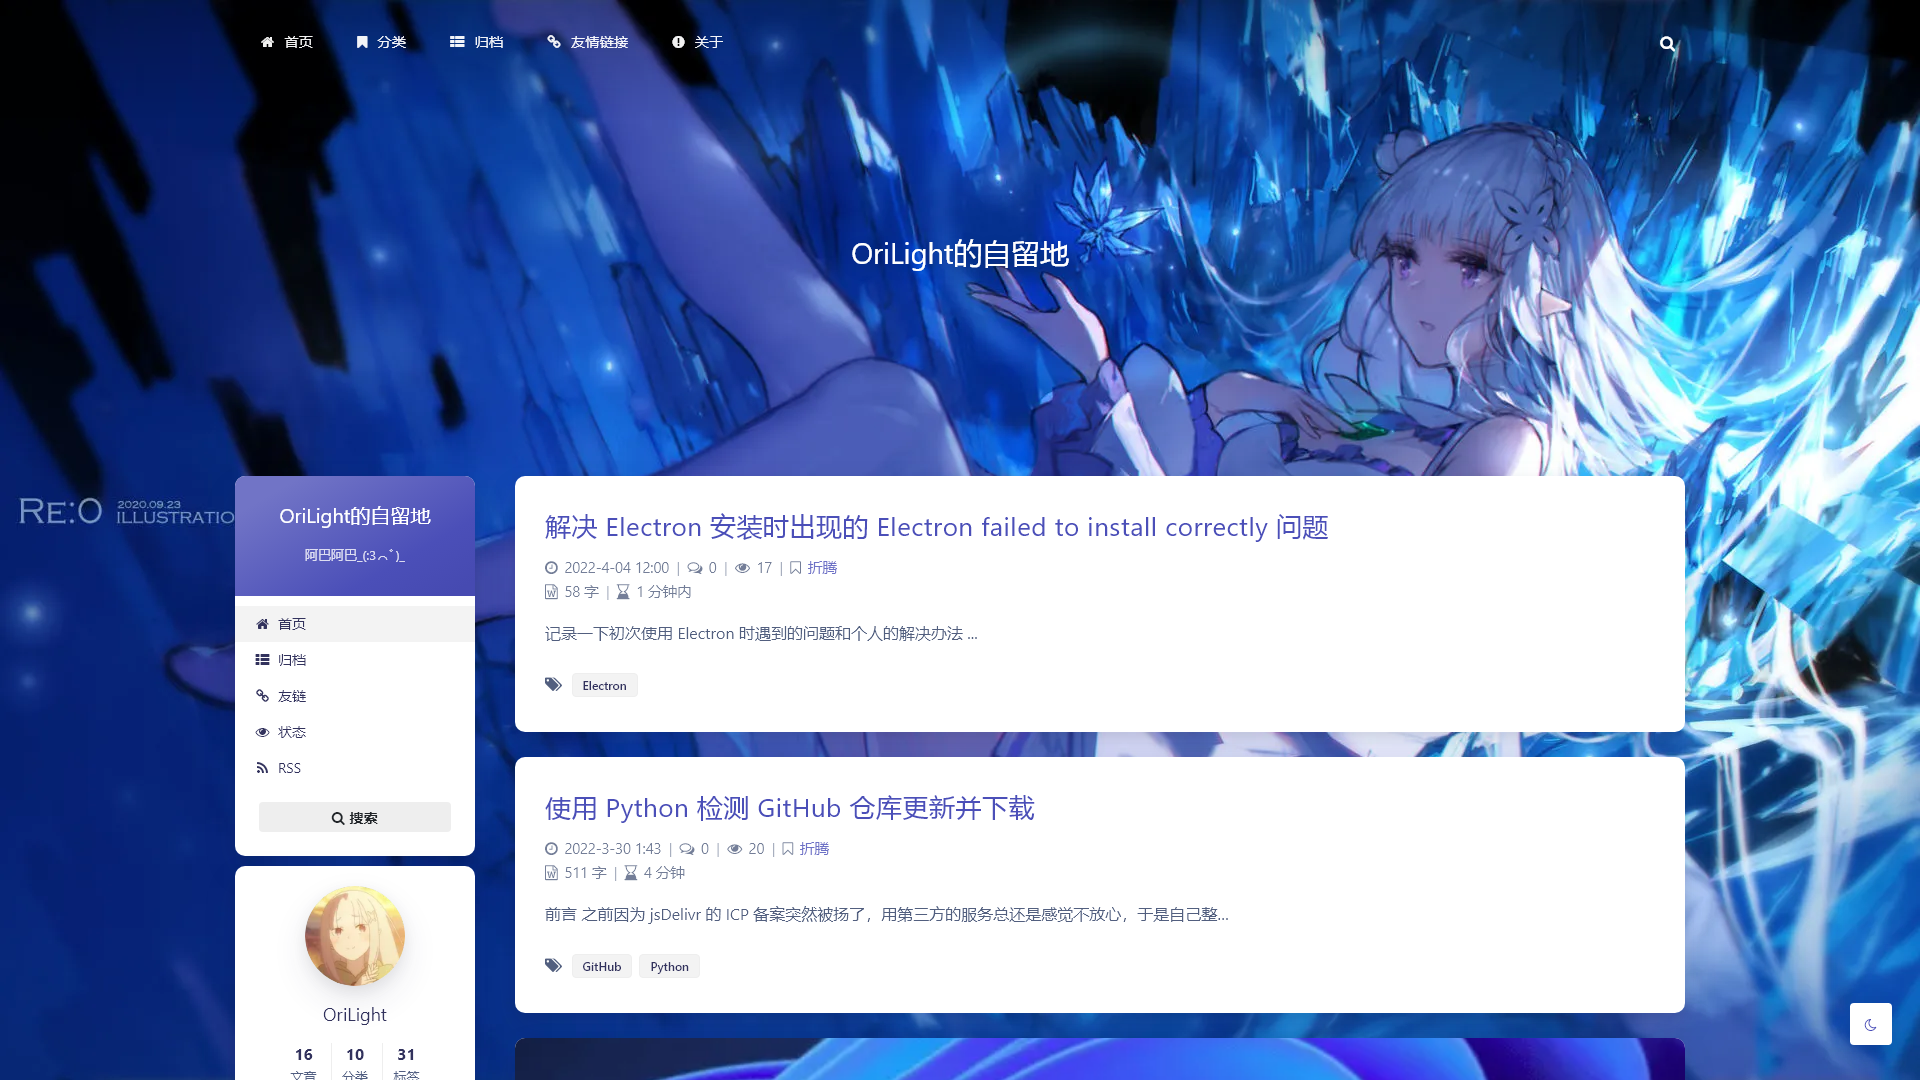 首页 分类 归档 友情链接 关于
OriLight的自留地
RE:O 2020.09.23
ILLUSTRATIO
OriLight的自留地
阿巴阿巴_(:3⌒ﾞ)_
首页
归档
友链
状态
RSS
搜索
OriLight
16 10 31
文章 分类 标签
解决 Electron 安装时出现的 Electron failed to install correctly 问题
2022-4-04 12:00 | 0 | 17 | 折腾
58 字 | 1 分钟内
记录一下初次使用 Electron 时遇到的问题和个人的解决办法 ...
Electron
使用 Python 检测 GitHub 仓库更新并下载
2022-3-30 1:43 | 0 | 20 | 折腾
511 字 | 4 分钟
前言 之前因为 jsDelivr 的 ICP 备案突然被扬了，用第三方的服务总还是感觉不放心，于是自己整...
GitHub Python